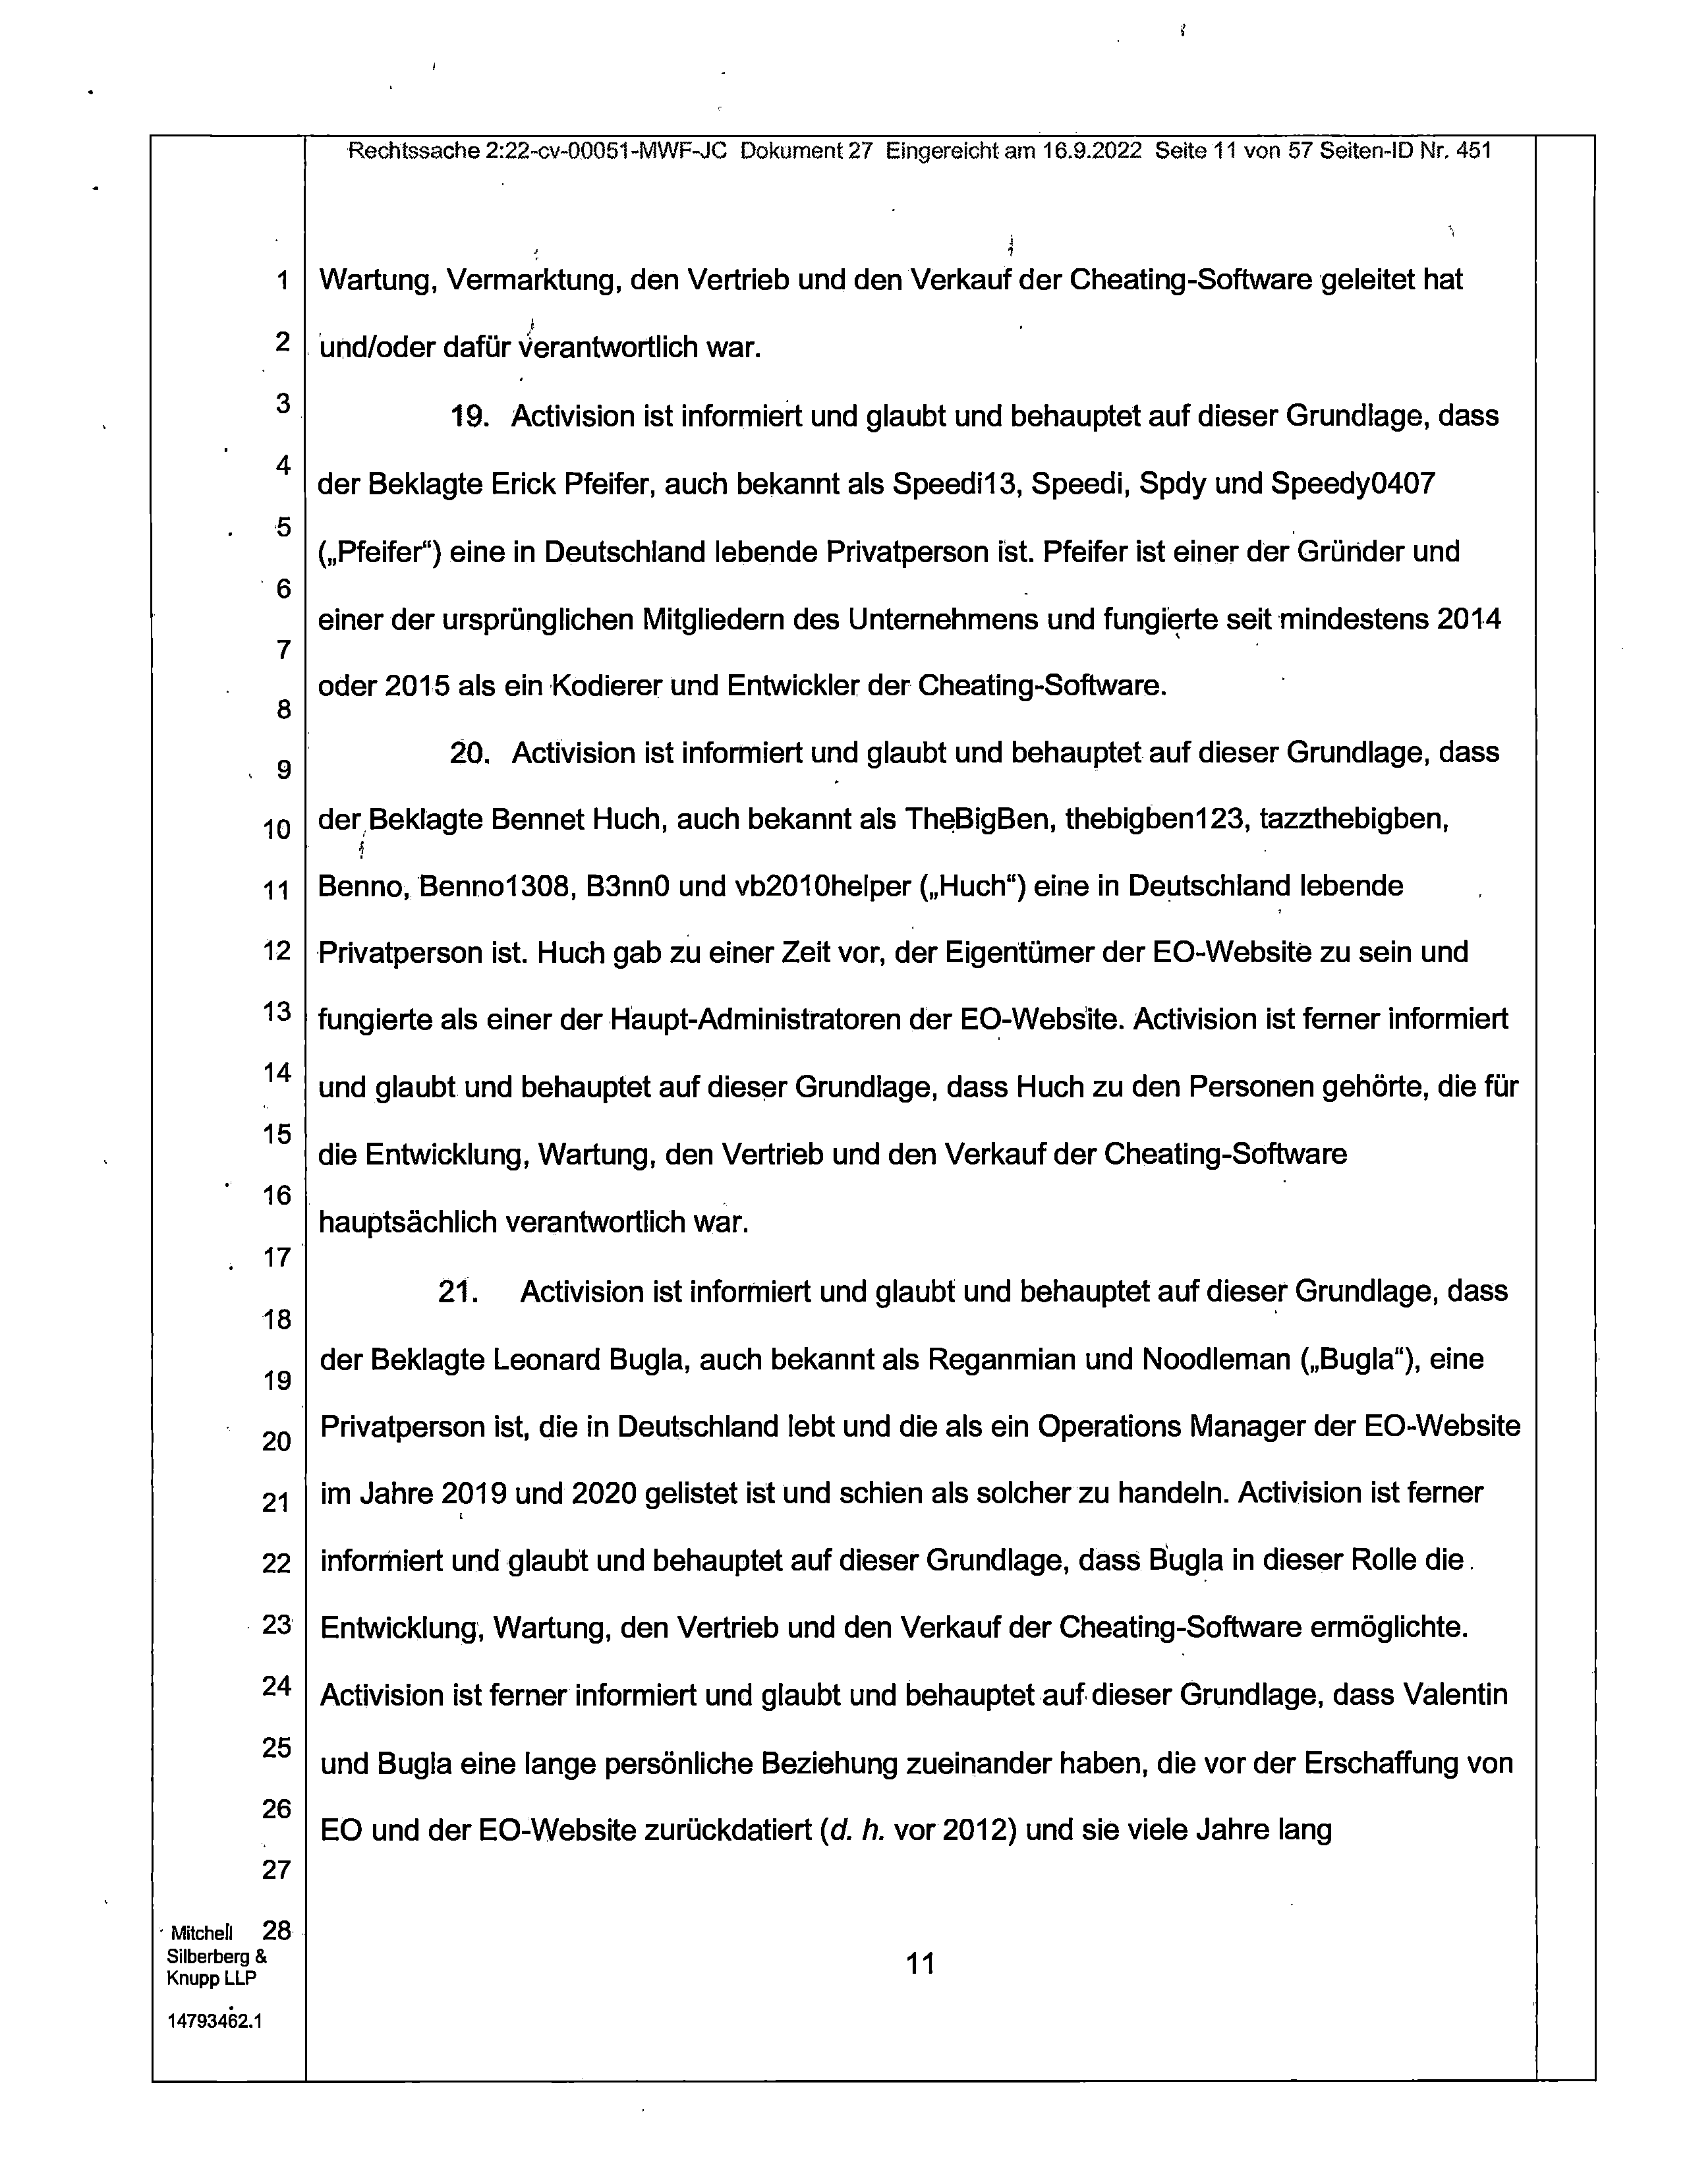 Rechtssache 2:22-cv-00051-MWF-JC Dokument 27 Eingereicht am 16.9.2022 Seite 11 von 57 Seiten-ID Nr. 451
1 Wartung, Vermarktung, den Vertrieb und den Verkauf der Cheating-Software geleitet hat
2 und/oder dafür verantwortlich war.
3 19. Activision ist informiert und glaubt und behauptet auf dieser Grundlage, dass
4 der Beklagte Erick Pfeifer, auch bekannt als Speedi13, Speedi, Spdy und Speedy0407
5 („Pfeifer“) eine in Deutschland lebende Privatperson ist. Pfeifer ist einer der Gründer und
6 einer der ursprünglichen Mitgliedern des Unternehmens und fungierte seit mindestens 2014
7
oder 2015 als ein Kodierer und Entwickler der Cheating-Software.
8
20. Activision ist informiert und glaubt und behauptet auf dieser Grundlage, dass
9
10 der Beklagte Bennet Huch, auch bekannt als TheBigBen, thebigben123, tazzthebigben,
11 Benno, Benno1308, B3nn0 und vb2010helper („Huch“) eine in Deutschland lebende
12 Privatperson ist. Huch gab zu einer Zeit vor, der Eigentümer der EO-Website zu sein und
13 fungierte als einer der Haupt-Administratoren der EO-Website. Activision ist ferner informiert
14 und glaubt und behauptet auf dieser Grundlage, dass Huch zu den Personen gehörte, die für
15 die Entwicklung, Wartung, den Vertrieb und den Verkauf der Cheating-Software
16 hauptsächlich verantwortlich war.
17
21. Activision ist informiert und glaubt und behauptet auf dieser Grundlage, dass
18
der Beklagte Leonard Bugla, auch bekannt als Reganmian und Noodleman („Bugla“), eine
19
20 Privatperson ist, die in Deutschland lebt und die als ein Operations Manager der EO-Website
21 im Jahre 2019 und 2020 gelistet ist und schien als solcher zu handeln. Activision ist ferner
22 informiert und glaubt und behauptet auf dieser Grundlage, dass Bugla in dieser Rolle die
23 Entwicklung, Wartung, den Vertrieb und den Verkauf der Cheating-Software ermöglichte.
24 Activision ist ferner informiert und glaubt und behauptet auf dieser Grundlage, dass Valentin
25 und Bugla eine lange persönliche Beziehung zueinander haben, die vor der Erschaffung von
26 EO und der EO-Website zurückdatiert (d. h. vor 2012) und sie viele Jahre lang
27
28
Mitchell
Silberberg &
Knupp LLP
11
14793462.1